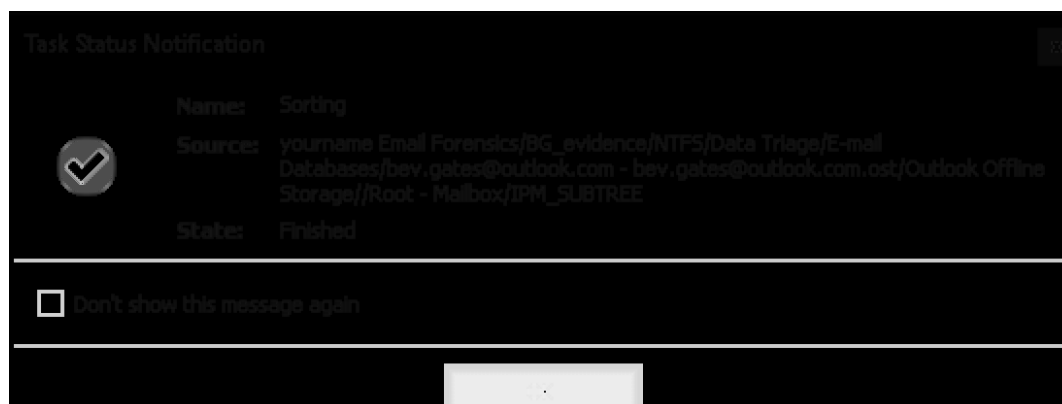 Task Status Notification
Name: Sorting
Source: yourname Email Forensics/BG_evidence/NTFS/Data Triage/E-mail
Databases/bev.gates@outlook.com - bev.gates@outlook.com.ost/Outlook Offline
Storage//Root - Mailbox/IPM_SUBTREE
State: Finished
Don't show this message again